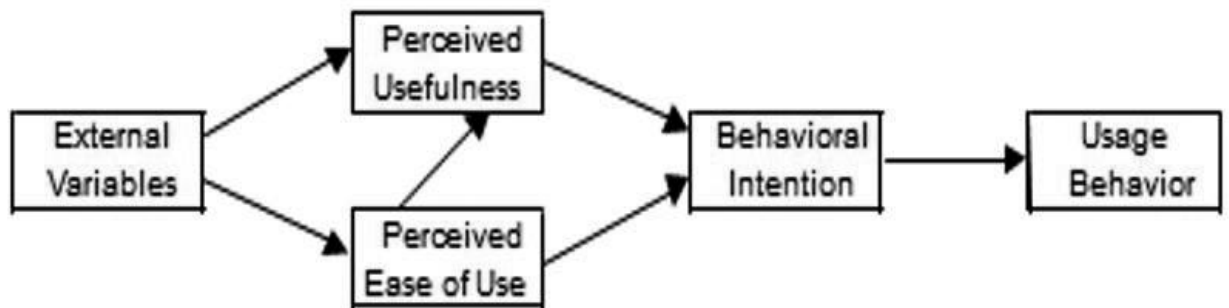 Perceived
Usefulness
External
Variables
Perceived
Ease of Use
Behavioral
Intention
Usage
Behavior